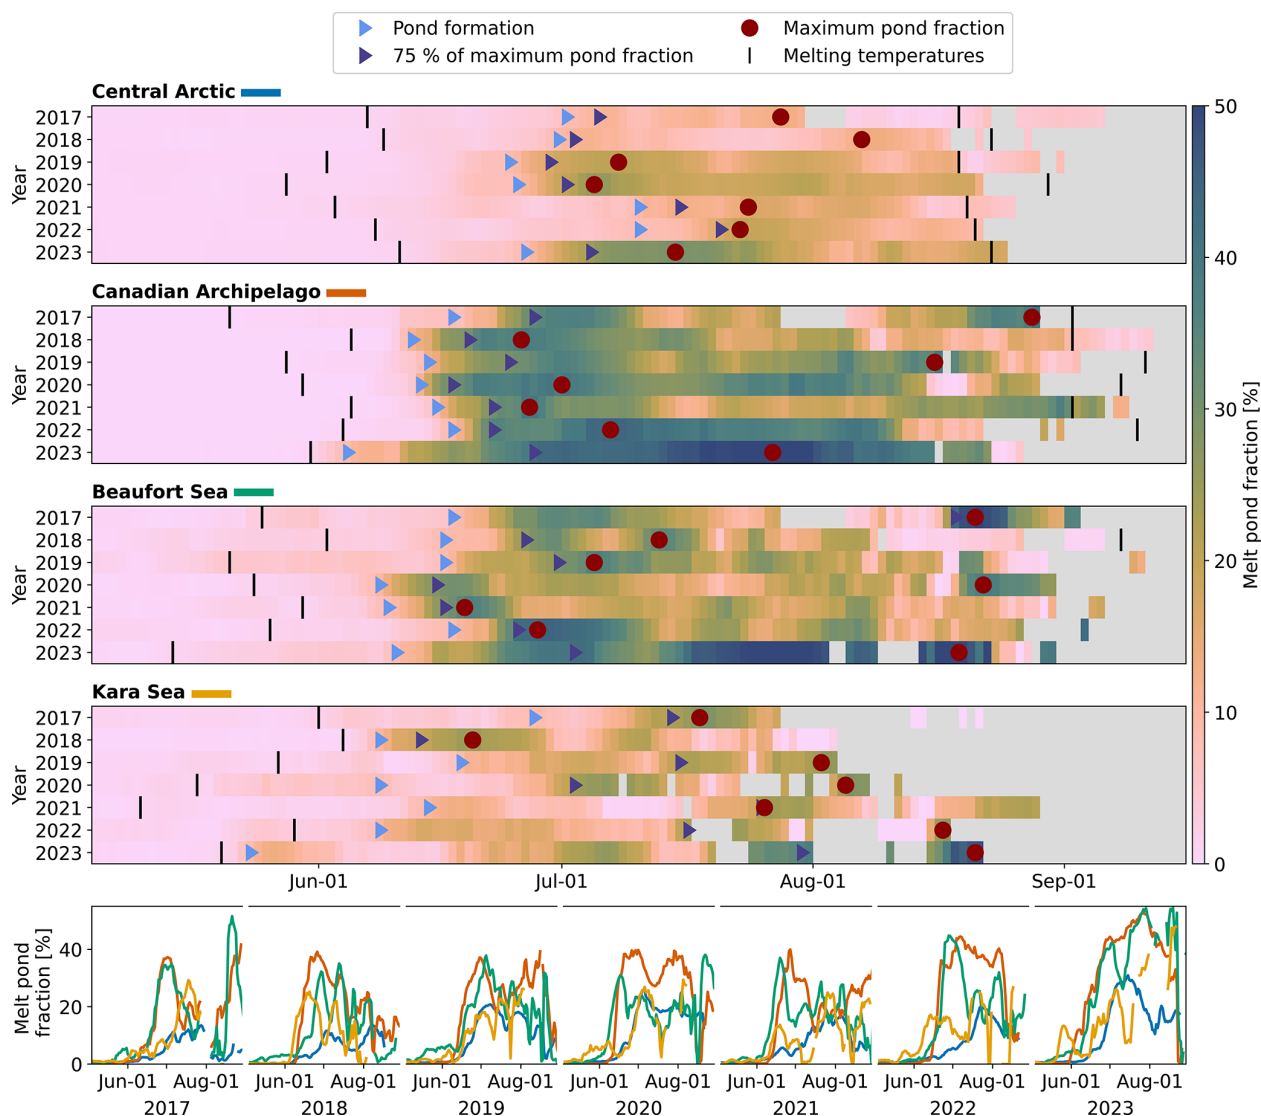 Pond formation
Maximum pond fraction
75 % of maximum pond fraction
Melting temperatures
Central Arctic
Year
2017
2018
2019
2020
2021
2022
2023
Canadian Archipelago
Year
2017
2018
2019
2020
2021
2022
2023
Beaufort Sea
Year
2017
2018
2019
2020
2021
2022
2023
Kara Sea
Year
2017
2018
2019
2020
2021
2022
2023
Jun-01 Jul-01 Aug-01 Sep-01
50
40
30
20
10
0
Melt pond fraction [%]
Melt pond
fraction [%]
40
20
0
Jun-01 Aug-01 Jun-01 Aug-01 Jun-01 Aug-01 Jun-01 Aug-01 Jun-01 Aug-01 Jun-01 Aug-01 Jun-01 Aug-01
2017 2018 2019 2020 2021 2022 2023